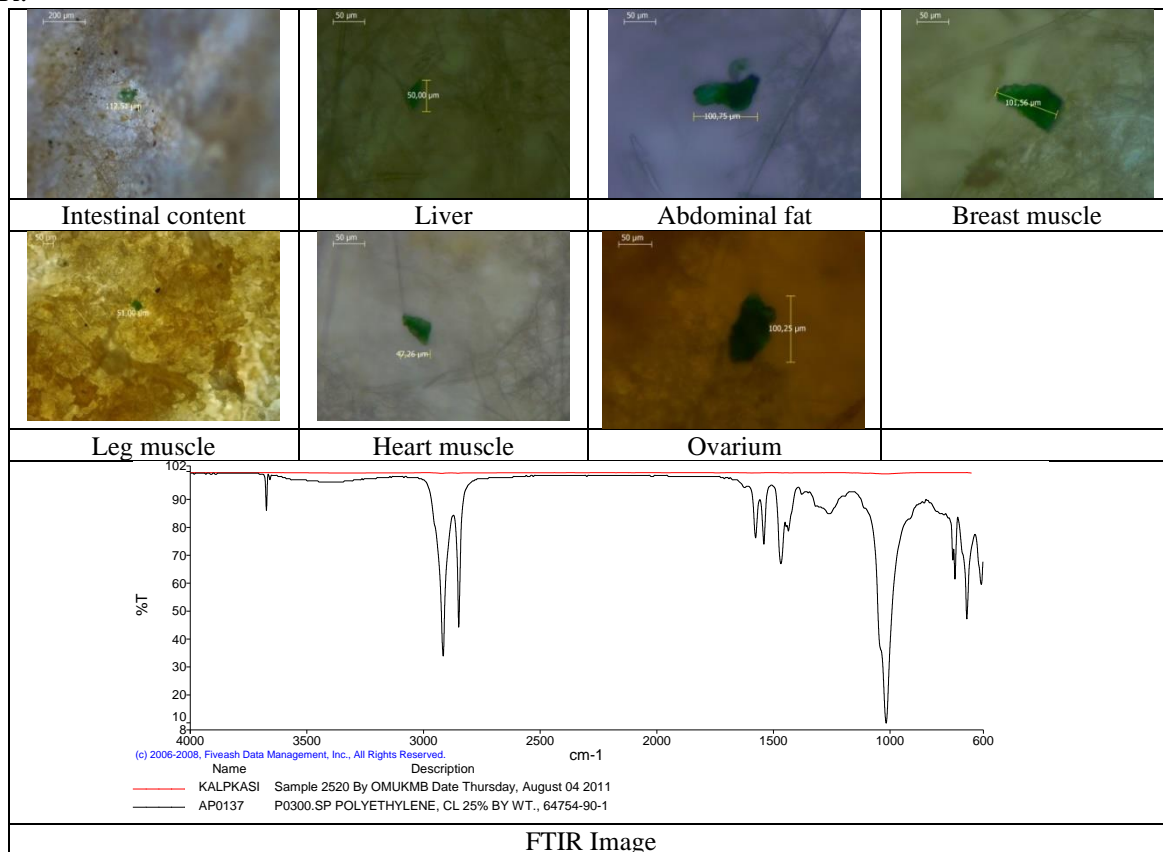 200 µm
50 µm
50 µm
50 µm
50,00 µm
100,75 µm
101,56 µm
Intestinal content
Liver
Abdominal fat
Breast muscle
50 µm
50 µm
50 µm
51,00 µm
47,26 µm
100,25 µm
Leg muscle
Heart muscle
Ovarium
102
90
80
70
60
50
40
30
20
10
8
%T
4000
3500
3000
2500
2000
1500
1000
600
cm-1
(c) 2006-2008, Fiveash Data Management, Inc., All Rights Reserved.
Name Description
KALPKASI Sample 2520 By OMUKMB Date Thursday, August 04 2011
AP0137 P0300.SP POLYETHYLENE, CL 25% BY WT., 64754-90-1
FTIR Image